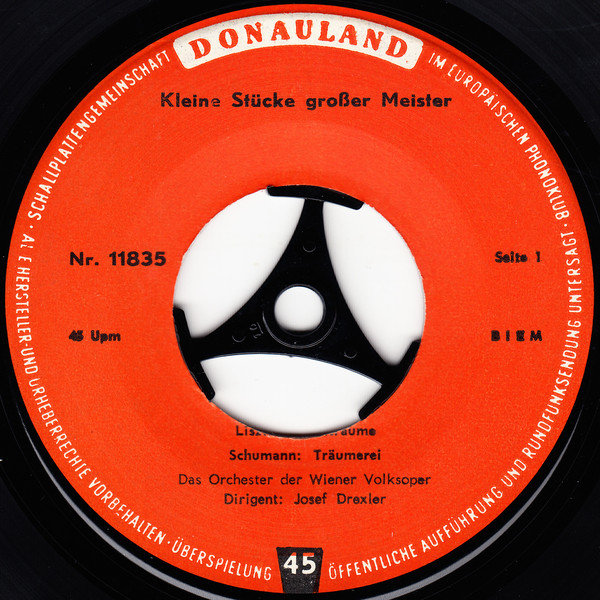 DONAULAND
SCHALLPLATTENGEMEINSCHAFT
IM EUROPÄISCHEN PHONOKLUB ·
Kleine Stücke großer Meister
Nr. 11835
Seite 1
45 Upm
BIEM
Schumann: Träumerei
Das Orchester der Wiener Volksoper
Dirigent: Josef Drexler
· ALLE HERSTELLER-UND URHEBERRECHTE VORBEHALTEN · ÜBERSPIELUNG
45
ÖFFENTLICHE AUFFÜHRUNG UND RUNDFUNKSENDUNG UNTERSAGT ·